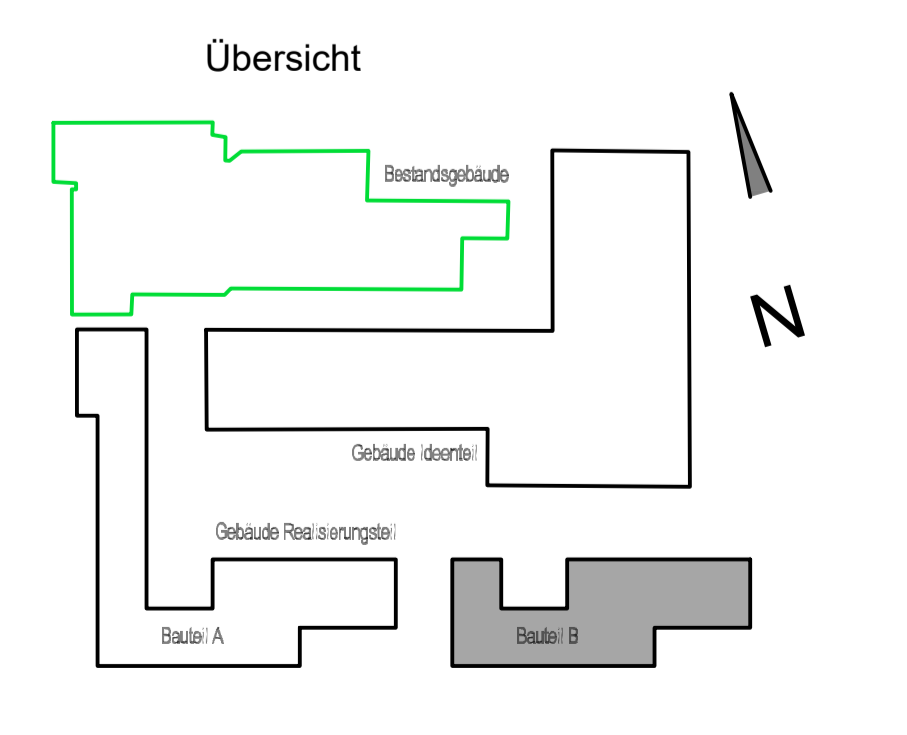 Übersicht
Bestandsgebäude
N
Gebäude Ideenteil
Gebäude Realisierungsteil
Bauteil A
Bauteil B